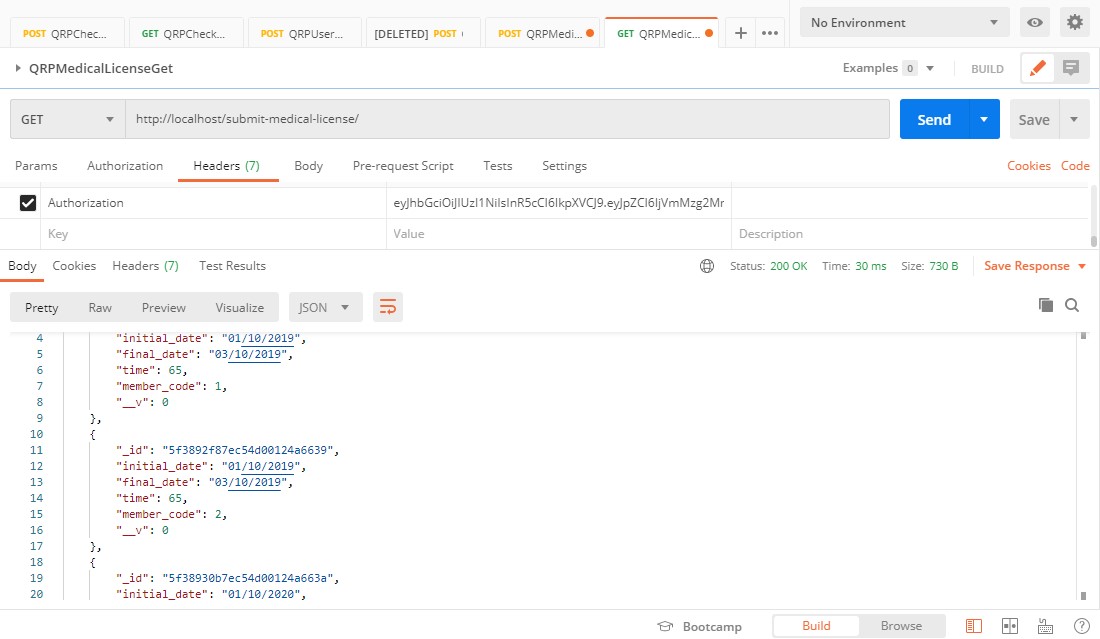 POST QRPChec...
GET QRPCheck...
POST QRPUser...
[DELETED] POST
POST QRPMedi...
GET QRPMedic...
No Environment
QRPMedicalLicenseGet
Examples 0
BUILD
GET
http://localhost/submit-medical-license/
Send
Save
Params
Authorization
Headers (7)
Body
Pre-request Script
Tests
Settings
Cookies
Code
Authorization
Key
Value
Description
Body
Cookies
Headers (7)
Test Results
Status: 200 OK
Time: 30 ms
Size: 730 B
Save Response
Pretty
Raw
Preview
Visualize
JSON
4 "initial_date": "01/10/2019",
5 "final_date": "03/10/2019",
6 "time": 65,
7 "member_code": 1,
8 "__v": 0
9 },
10 {
11 "_id": "5f3892f87ec54d00124a6639",
12 "initial_date": "01/10/2019",
13 "final_date": "03/10/2019",
14 "time": 65,
15 "member_code": 2,
16 "__v": 0
17 },
18 {
19 "_id": "5f38930b7ec54d00124a663a",
20 "initial_date": "01/10/2020",
Bootcamp
Build
Browse